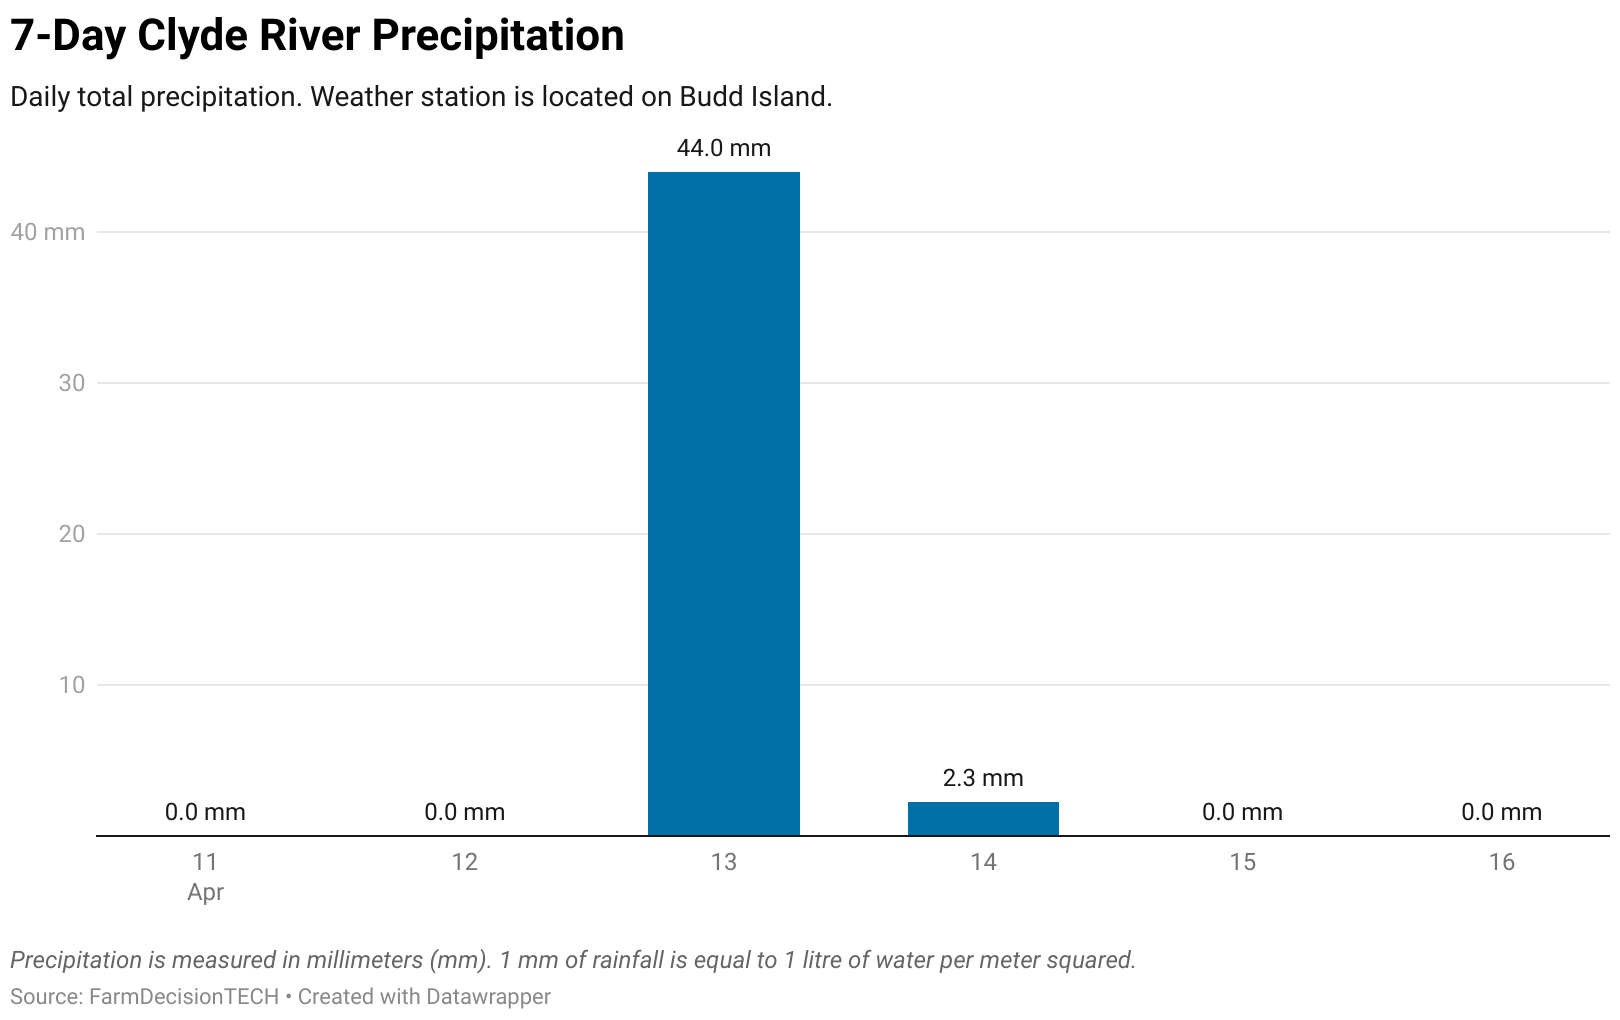 7-Day Clyde River Precipitation
Daily total precipitation. Weather station is located on Budd Island.
44.0 mm
40 mm
30
20
10
2.3 mm
0.0 mm 0.0 mm 0.0 mm 0.0 mm
11 12 13 14 15 16
Apr
Precipitation is measured in millimeters (mm). 1 mm of rainfall is equal to 1 litre of water per meter squared.
Source: FarmDecisionTECH • Created with Datawrapper